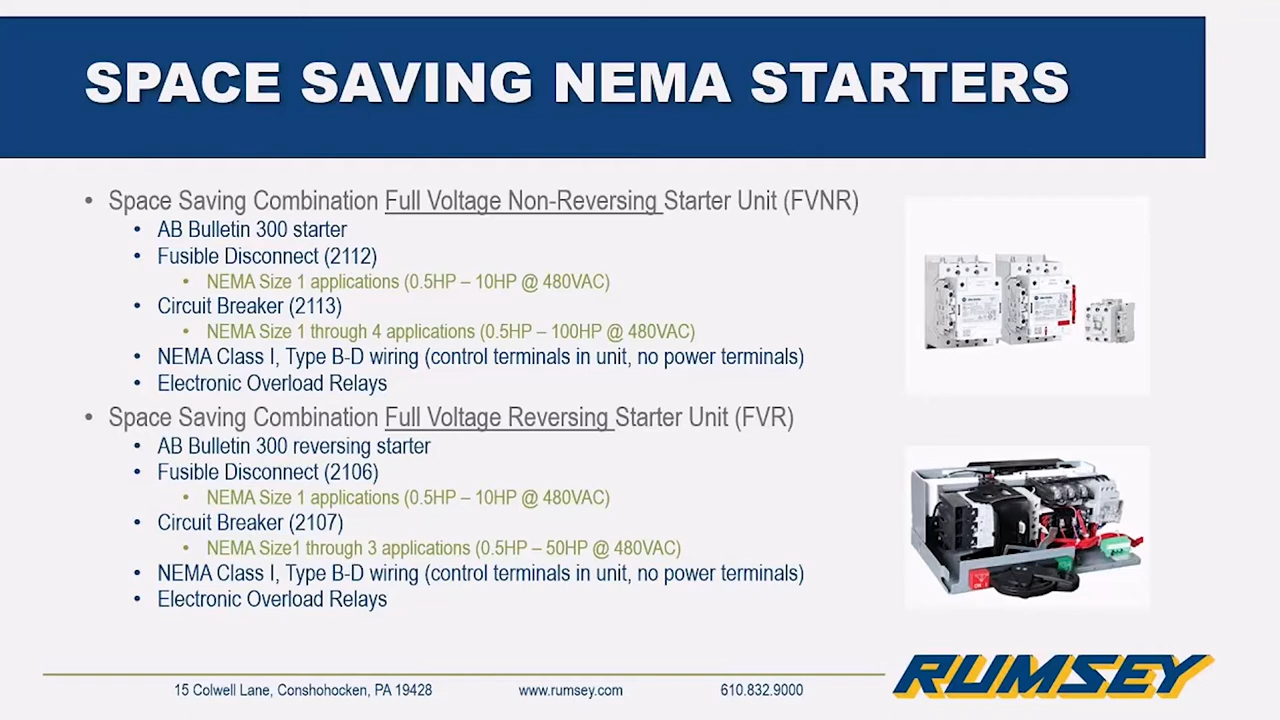 SPACE SAVING NEMA STARTERS
• Space Saving Combination Full Voltage Non-Reversing Starter Unit (FVNR)
• AB Bulletin 300 starter
• Fusible Disconnect (2112)
• NEMA Size 1 applications (0.5HP – 10HP @ 480VAC)
• Circuit Breaker (2113)
• NEMA Size 1 through 4 applications (0.5HP – 100HP @ 480VAC)
• NEMA Class I, Type B-D wiring (control terminals in unit, no power terminals)
• Electronic Overload Relays
• Space Saving Combination Full Voltage Reversing Starter Unit (FVR)
• AB Bulletin 300 reversing starter
• Fusible Disconnect (2106)
• NEMA Size 1 applications (0.5HP – 10HP @ 480VAC)
• Circuit Breaker (2107)
• NEMA Size1 through 3 applications (0.5HP – 50HP @ 480VAC)
• NEMA Class I, Type B-D wiring (control terminals in unit, no power terminals)
• Electronic Overload Relays
15 Colwell Lane, Conshohocken, PA 19428 www.rumsey.com 610.832.9000
RUMSEY